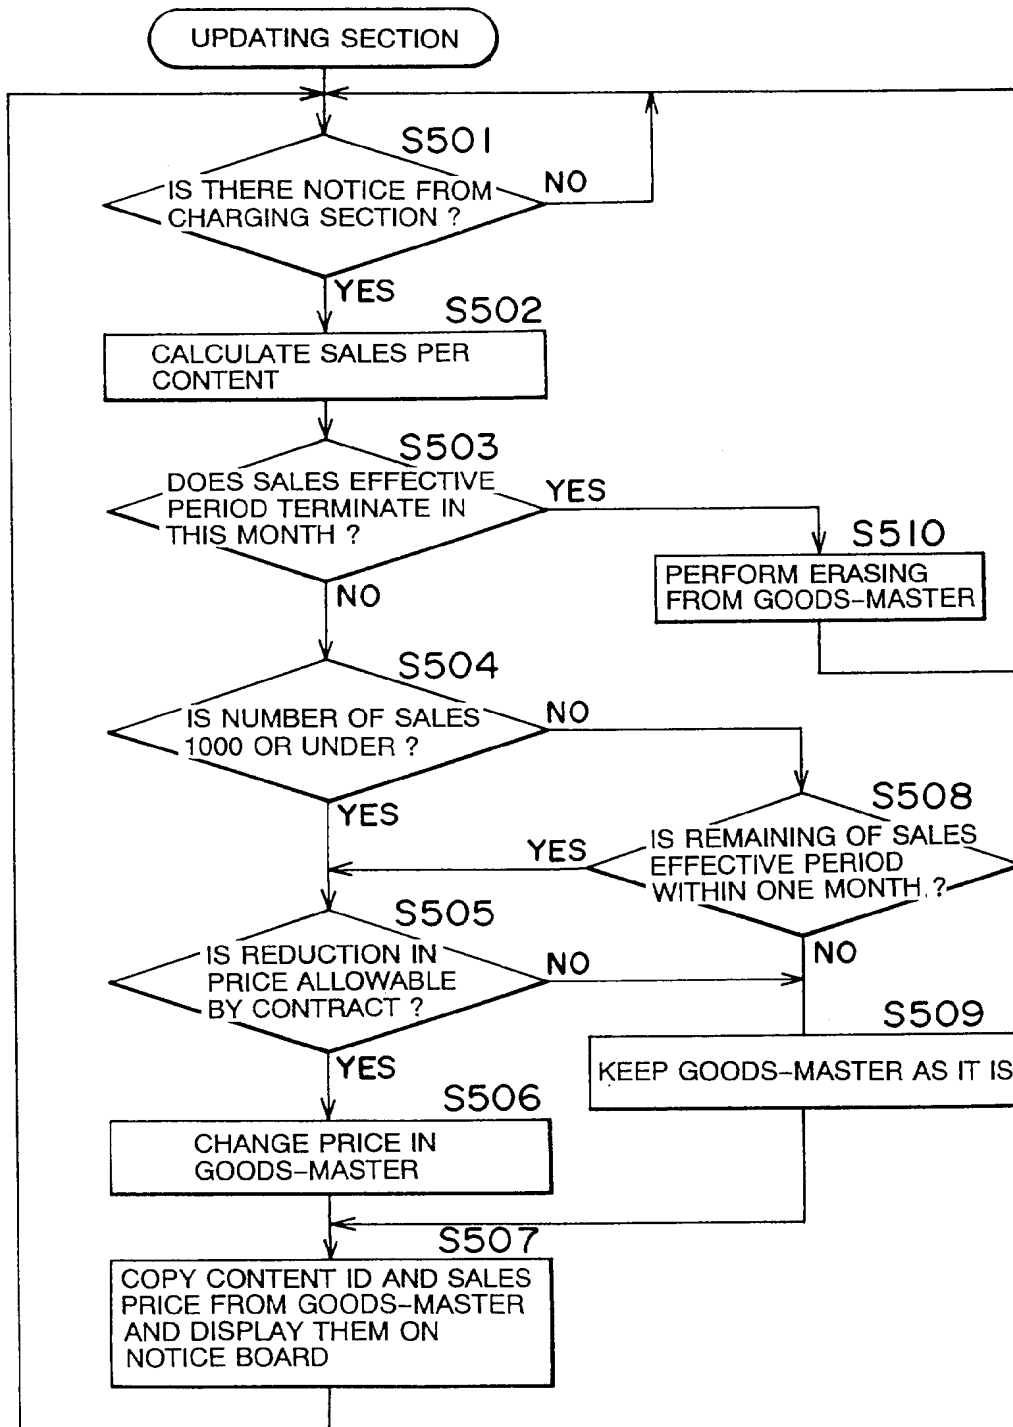 UPDATING SECTION
S501
IS THERE NOTICE FROM
CHARGING SECTION ?
NO
YES
S502
CALCULATE SALES PER
CONTENT
S503
DOES SALES EFFECTIVE
PERIOD TERMINATE IN
THIS MONTH ?
YES
NO
S510
PERFORM ERASING
FROM GOODS-MASTER
S504
IS NUMBER OF SALES
1000 OR UNDER ?
NO
YES
S508
IS REMAINING OF SALES
EFFECTIVE PERIOD
WITHIN ONE MONTH ?
YES
NO
S505
IS REDUCTION IN
PRICE ALLOWABLE
BY CONTRACT ?
NO
YES
S509
KEEP GOODS-MASTER AS IT IS
S506
CHANGE PRICE IN
GOODS-MASTER
S507
COPY CONTENT ID AND SALES
PRICE FROM GOODS-MASTER
AND DISPLAY THEM ON
NOTICE BOARD